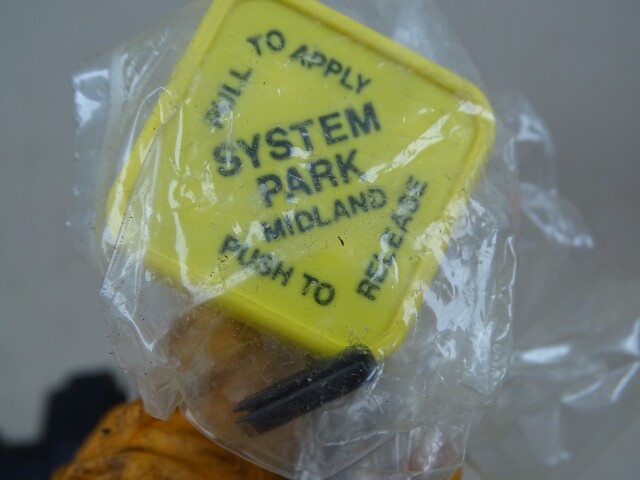 PULL TO APPLY
SYSTEM
PARK
MIDLAND
PUSH TO RELEASE